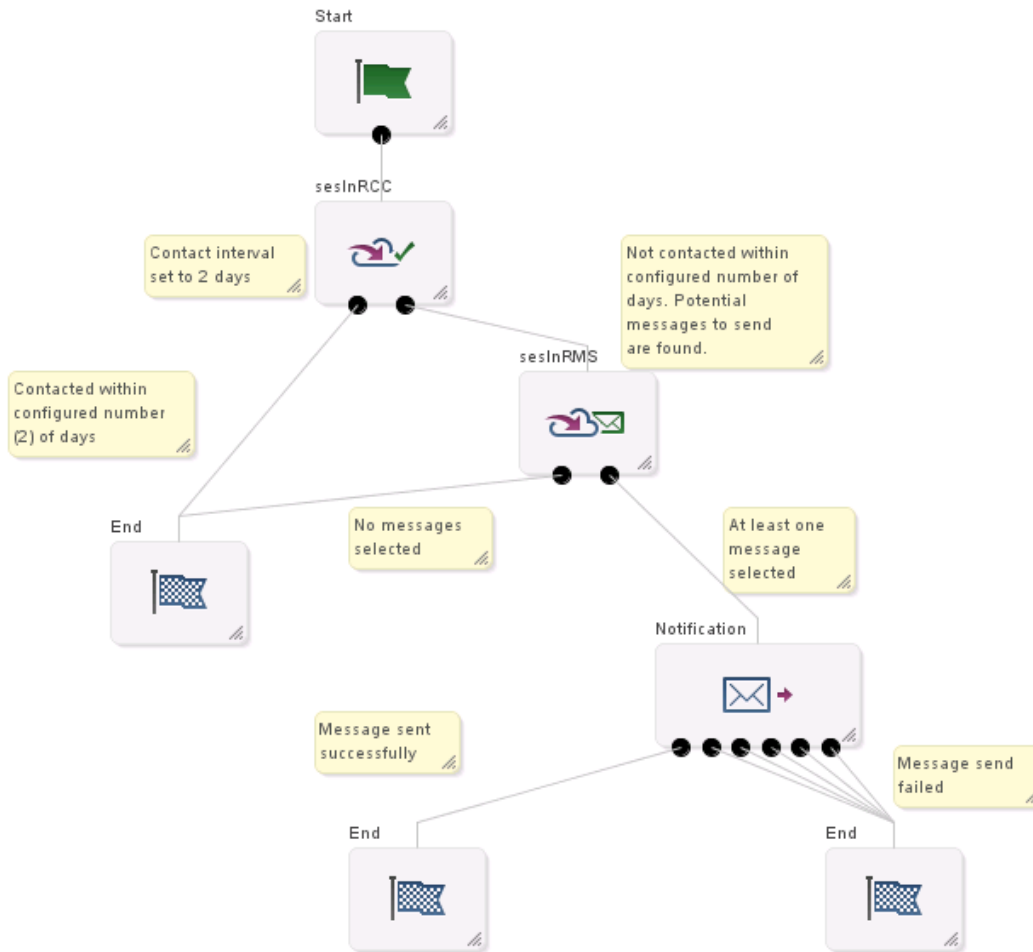 Start
sesInRCC
Contact interval
set to 2 days
Not contacted within
configured number of
days. Potential
messages to send
are found.
sesInRMS
Contacted within
configured number
(2) of days
End
No messages
selected
At least one
message
selected
Notification
Message sent
successfully
Message send
failed
End
End